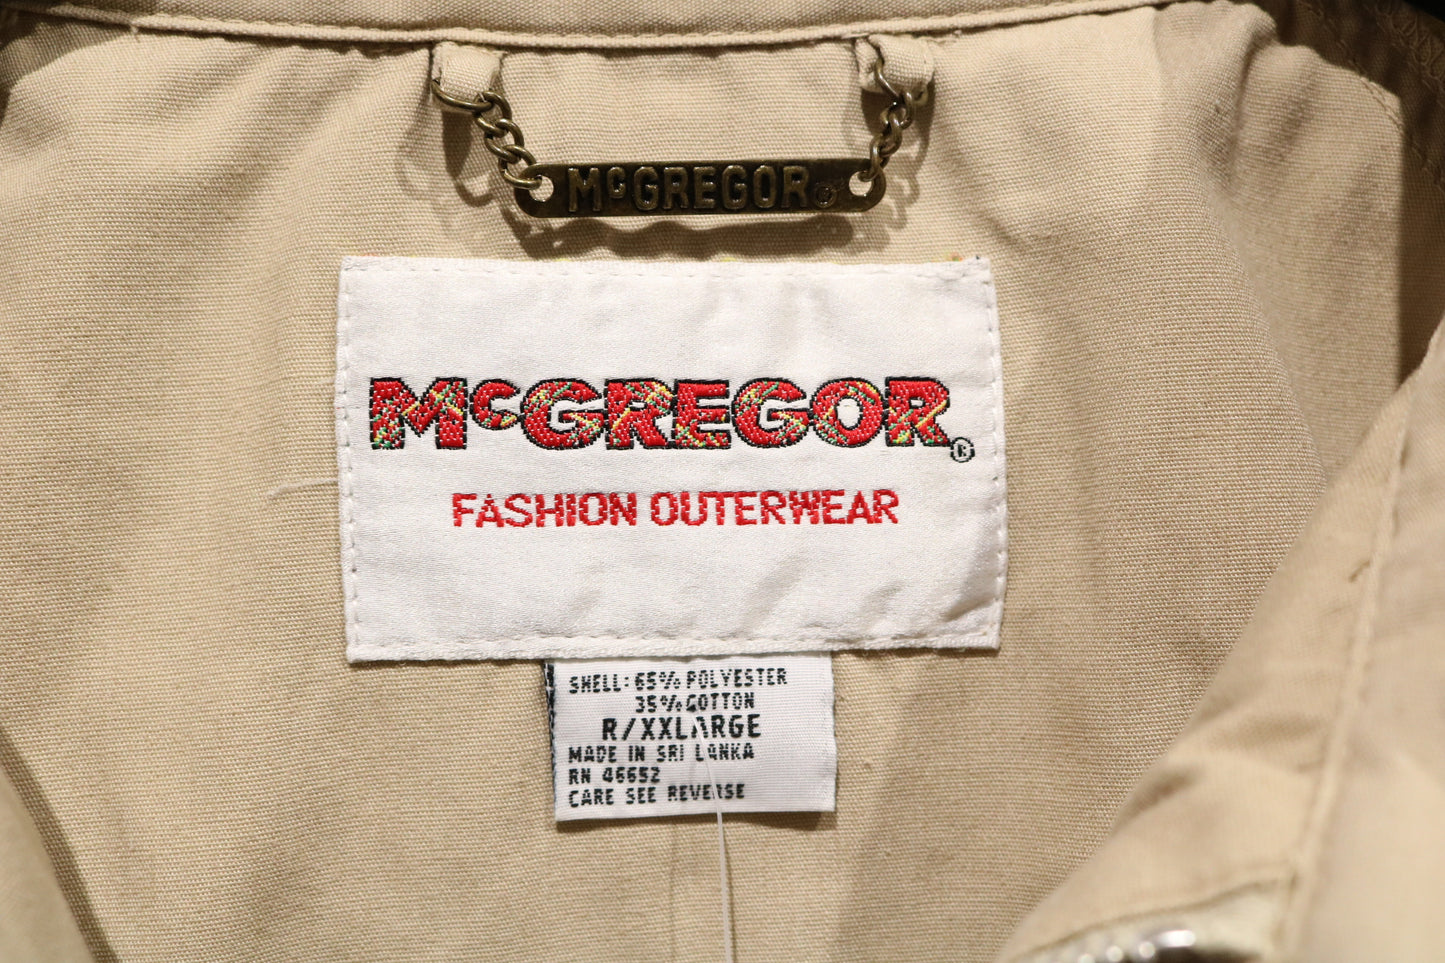 McGREGOR®
McGREGOR®
FASHION OUTERWEAR
SHELL: 65% POLYESTER
35% COTTON
R/XXLARGE
MADE IN SRI LANKA
RN 46652
CARE SEE REVERSE